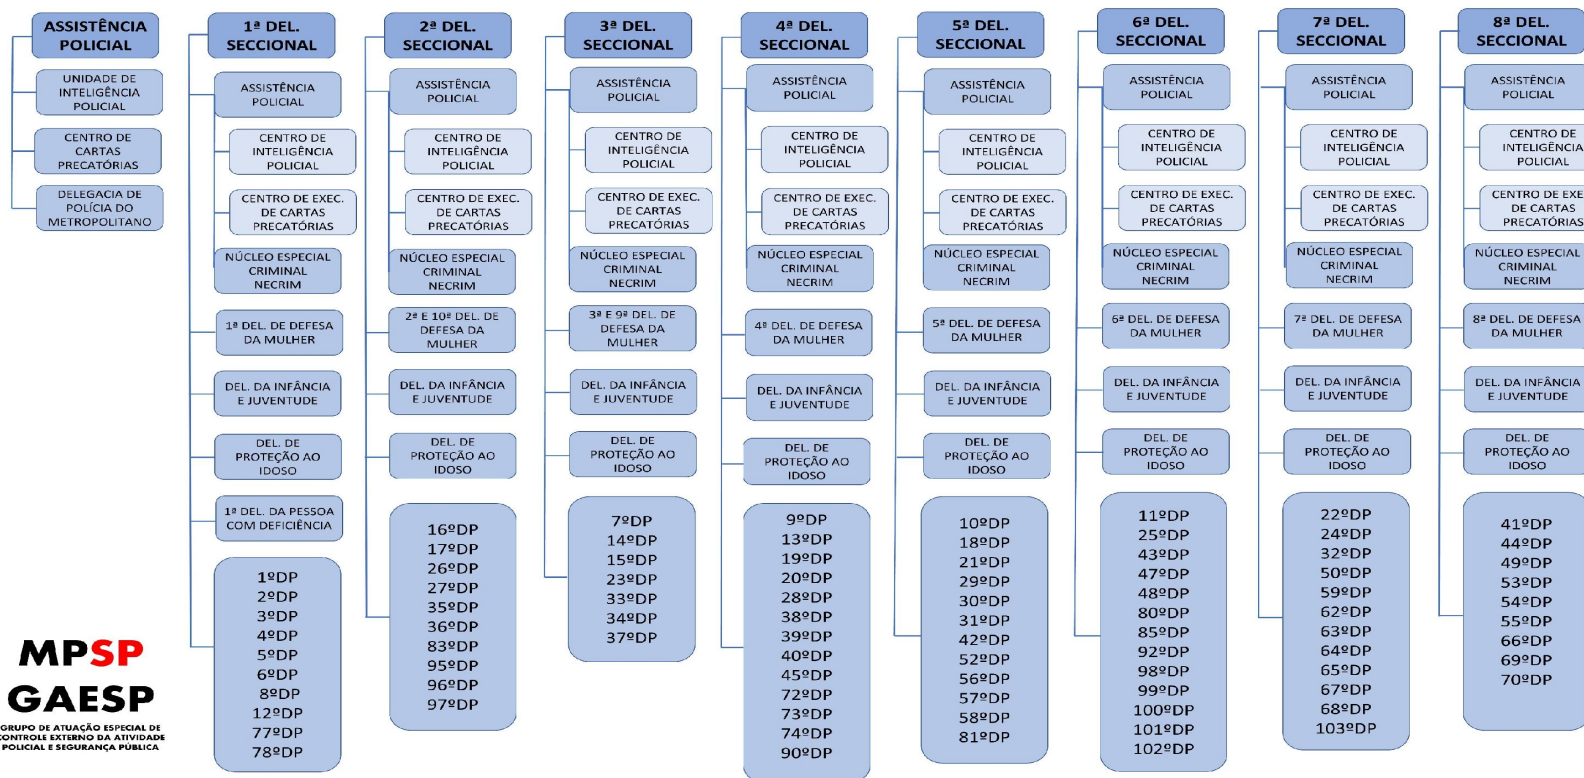 ASSISTÊNCIA
POLICIAL
UNIDADE DE
INTELIGÊNCIA
POLICIAL
CENTRO DE
CARTAS
PRECATÓRIAS
DELEGACIA DE
POLÍCIA DO
METROPOLITANO
1ª DEL.
SECCIONAL
ASSISTÊNCIA
POLICIAL
CENTRO DE
INTELIGÊNCIA
POLICIAL
CENTRO DE EXEC.
DE CARTAS
PRECATÓRIAS
NÚCLEO ESPECIAL
CRIMINAL
NECRIM
1ª DEL. DE DEFESA
DA MULHER
DEL. DA INFÂNCIA
E JUVENTUDE
DEL. DE
PROTEÇÃO AO
IDOSO
1ª DEL. DA PESSOA
COM DEFICIÊNCIA
1ºDP
2ºDP
3ºDP
4ºDP
5ºDP
6ºDP
8ºDP
12ºDP
77ºDP
78ºDP
2ª DEL.
SECCIONAL
ASSISTÊNCIA
POLICIAL
CENTRO DE
INTELIGÊNCIA
POLICIAL
CENTRO DE EXEC.
DE CARTAS
PRECATÓRIAS
NÚCLEO ESPECIAL
CRIMINAL
NECRIM
2ª E 10ª DEL. DE
DEFESA DA
MULHER
DEL. DA INFÂNCIA
E JUVENTUDE
DEL. DE
PROTEÇÃO AO
IDOSO
16ºDP
17ºDP
26ºDP
27ºDP
35ºDP
36ºDP
83ºDP
95ºDP
96ºDP
97ºDP
3ª DEL.
SECCIONAL
ASSISTÊNCIA
POLICIAL
CENTRO DE
INTELIGÊNCIA
POLICIAL
CENTRO DE EXEC.
DE CARTAS
PRECATÓRIAS
NÚCLEO ESPECIAL
CRIMINAL
NECRIM
3ª E 9ª DEL. DE
DEFESA DA
MULHER
DEL. DA INFÂNCIA
E JUVENTUDE
DEL. DE
PROTEÇÃO AO
IDOSO
7ºDP
14ºDP
15ºDP
23ºDP
33ºDP
34ºDP
37ºDP
4ª DEL.
SECCIONAL
ASSISTÊNCIA
POLICIAL
CENTRO DE
INTELIGÊNCIA
POLICIAL
CENTRO DE EXEC.
DE CARTAS
PRECATÓRIAS
NÚCLEO ESPECIAL
CRIMINAL
NECRIM
4ª DEL. DE DEFESA
DA MULHER
DEL. DA INFÂNCIA
E JUVENTUDE
DEL. DE
PROTEÇÃO AO
IDOSO
9ºDP
13ºDP
19ºDP
20ºDP
28ºDP
38ºDP
39ºDP
40ºDP
45ºDP
72ºDP
73ºDP
74ºDP
90ºDP
5ª DEL.
SECCIONAL
ASSISTÊNCIA
POLICIAL
CENTRO DE
INTELIGÊNCIA
POLICIAL
CENTRO DE EXEC.
DE CARTAS
PRECATÓRIAS
NÚCLEO ESPECIAL
CRIMINAL
NECRIM
5ª DEL. DE DEFESA
DA MULHER
DEL. DA INFÂNCIA
E JUVENTUDE
DEL. DE
PROTEÇÃO AO
IDOSO
10ºDP
18ºDP
21ºDP
29ºDP
30ºDP
31ºDP
42ºDP
52ºDP
56ºDP
57ºDP
58ºDP
81ºDP
6ª DEL.
SECCIONAL
ASSISTÊNCIA
POLICIAL
CENTRO DE
INTELIGÊNCIA
POLICIAL
CENTRO DE EXEC.
DE CARTAS
PRECATÓRIAS
NÚCLEO ESPECIAL
CRIMINAL
NECRIM
6ª DEL. DE DEFESA
DA MULHER
DEL. DA INFÂNCIA
E JUVENTUDE
DEL. DE
PROTEÇÃO AO
IDOSO
11ºDP
25ºDP
43ºDP
47ºDP
48ºDP
80ºDP
85ºDP
92ºDP
98ºDP
99ºDP
100ºDP
101ºDP
102ºDP
7ª DEL.
SECCIONAL
ASSISTÊNCIA
POLICIAL
CENTRO DE
INTELIGÊNCIA
POLICIAL
CENTRO DE EXEC.
DE CARTAS
PRECATÓRIAS
NÚCLEO ESPECIAL
CRIMINAL
NECRIM
7ª DEL. DE DEFESA
DA MULHER
DEL. DA INFÂNCIA
E JUVENTUDE
DEL. DE
PROTEÇÃO AO
IDOSO
22ºDP
24ºDP
32ºDP
50ºDP
59ºDP
62ºDP
63ºDP
64ºDP
65ºDP
67ºDP
68ºDP
103ºDP
8ª DEL.
SECCIONAL
ASSISTÊNCIA
POLICIAL
CENTRO DE
INTELIGÊNCIA
POLICIAL
CENTRO DE EXE
DE CARTAS
PRECATÓRIAS
NÚCLEO ESPECIAL
CRIMINAL
NECRIM
8ª DEL. DE DEFESA
DA MULHER
DEL. DA INFÂNCIA
E JUVENTUDE
DEL. DE
PROTEÇÃO AO
IDOSO
41ºDP
44ºDP
49ºDP
53ºDP
54ºDP
55ºDP
66ºDP
69ºDP
70ºDP
MPSP
GAESP
GRUPO DE ATUAÇÃO ESPECIAL DE
CONTROLE EXTERNO DA ATIVIDADE
POLICIAL E SEGURANÇA PÚBLICA